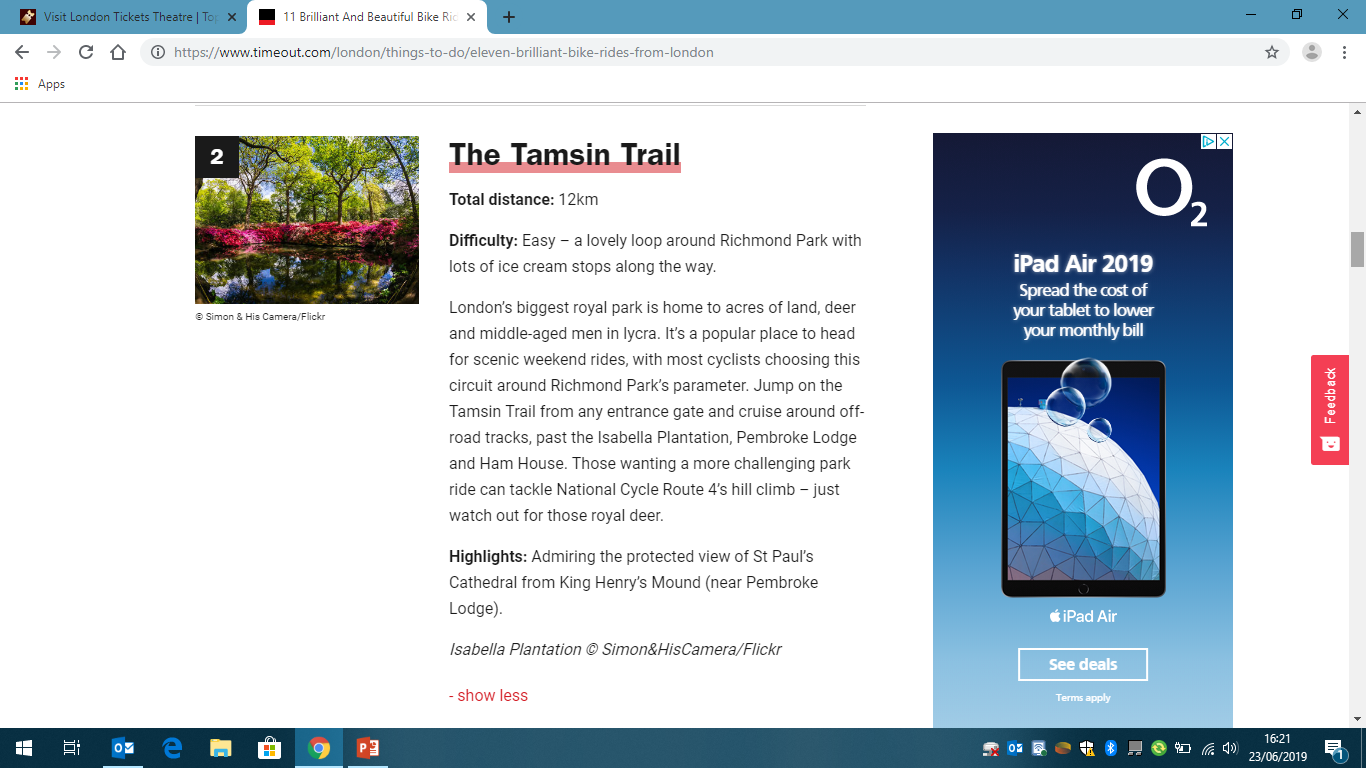 Visit London Tickets Theatre | Top
11 Brilliant And Beautiful Bike Ric
https://www.timeout.com/london/things-to-do/eleven-brilliant-bike-rides-from-london
Apps
2
© Simon & His Camera/Flickr
The Tamsin Trail
Total distance: 12km
Difficulty: Easy – a lovely loop around Richmond Park with
lots of ice cream stops along the way.
London’s biggest royal park is home to acres of land, deer
and middle-aged men in lycra. It’s a popular place to head
for scenic weekend rides, with most cyclists choosing this
circuit around Richmond Park’s parameter. Jump on the
Tamsin Trail from any entrance gate and cruise around off-
road tracks, past the Isabella Plantation, Pembroke Lodge
and Ham House. Those wanting a more challenging park
ride can tackle National Cycle Route 4’s hill climb – just
watch out for those royal deer.
Highlights: Admiring the protected view of St Paul’s
Cathedral from King Henry’s Mound (near Pembroke
Lodge).
Isabella Plantation © Simon&HisCamera/Flickr
- show less
O2
iPad Air 2019
Spread the cost of
your tablet to lower
your monthly bill
iPad Air
See deals
Terms apply
Feedback
16:21
23/06/2019
1